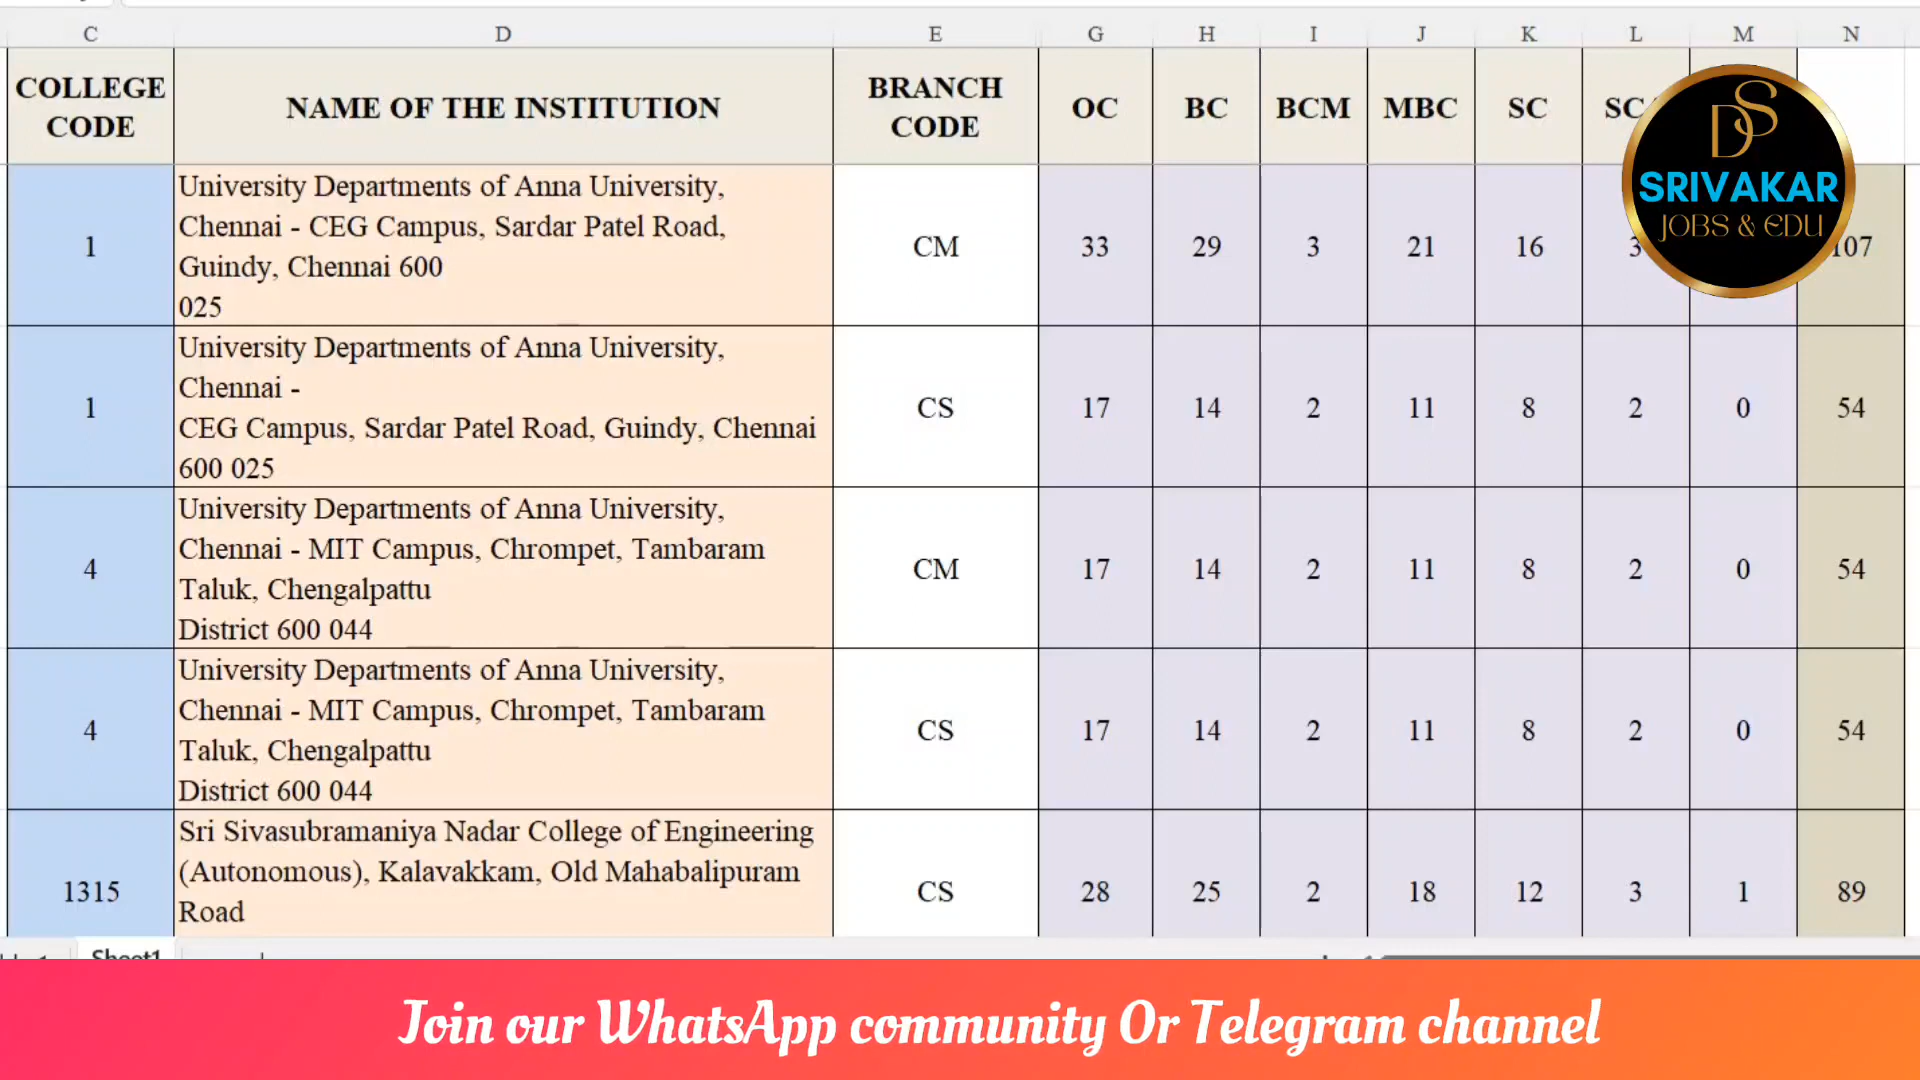 C D E G H I J K L M N
COLLEGE CODE NAME OF THE INSTITUTION BRANCH CODE OC BC BCM MBC SC SC
DS
SRIVAKAR
JOBS & EDU
1
University Departments of Anna University,
Chennai - CEG Campus, Sardar Patel Road,
Guindy, Chennai 600
025
CM 33 29 3 21 16 3 107
1
University Departments of Anna University,
Chennai -
CEG Campus, Sardar Patel Road, Guindy, Chennai
600 025
CS 17 14 2 11 8 2 0 54
4
University Departments of Anna University,
Chennai - MIT Campus, Chrompet, Tambaram
Taluk, Chengalpattu
District 600 044
CM 17 14 2 11 8 2 0 54
4
University Departments of Anna University,
Chennai - MIT Campus, Chrompet, Tambaram
Taluk, Chengalpattu
District 600 044
CS 17 14 2 11 8 2 0 54
1315
Sri Sivasubramaniya Nadar College of Engineering
(Autonomous), Kalavakkam, Old Mahabalipuram
Road
CS 28 25 2 18 12 3 1 89
Sheet1
Join our WhatsApp community Or Telegram channel